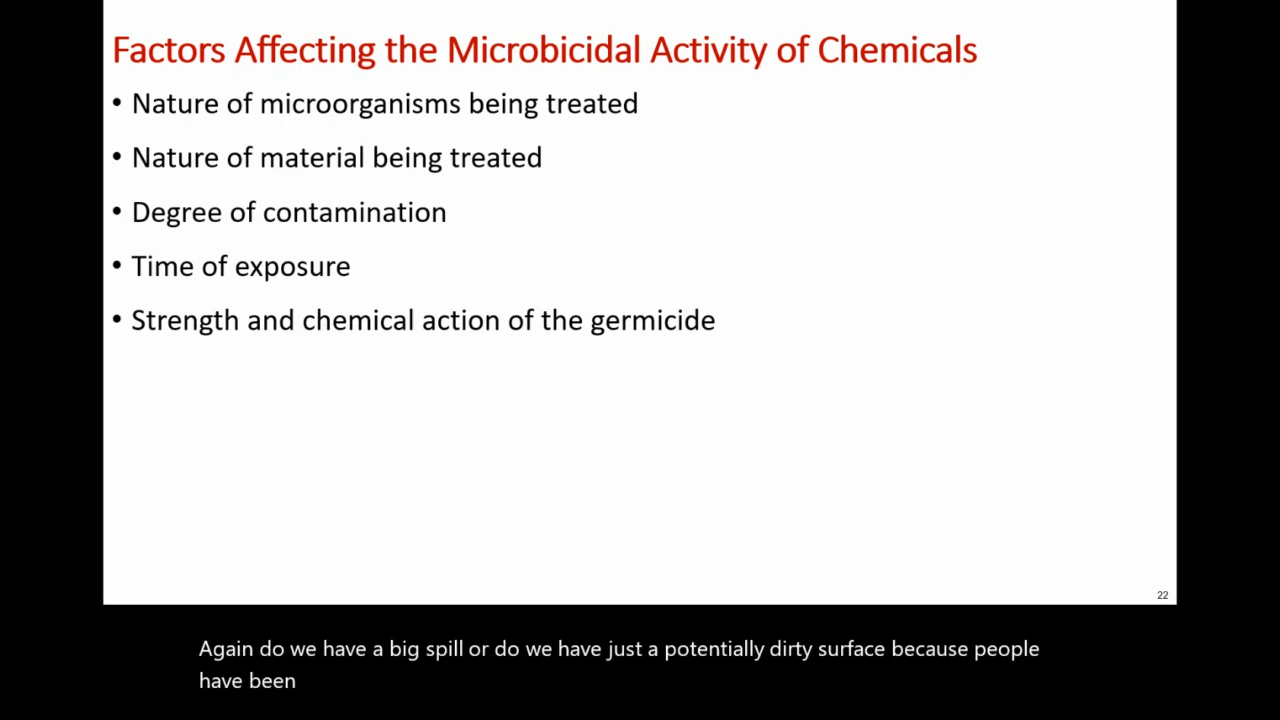 Factors Affecting the Microbicidal Activity of Chemicals
• Nature of microorganisms being treated
• Nature of material being treated
• Degree of contamination
• Time of exposure
• Strength and chemical action of the germicide
22
Again do we have a big spill or do we have just a potentially dirty surface because people
have been